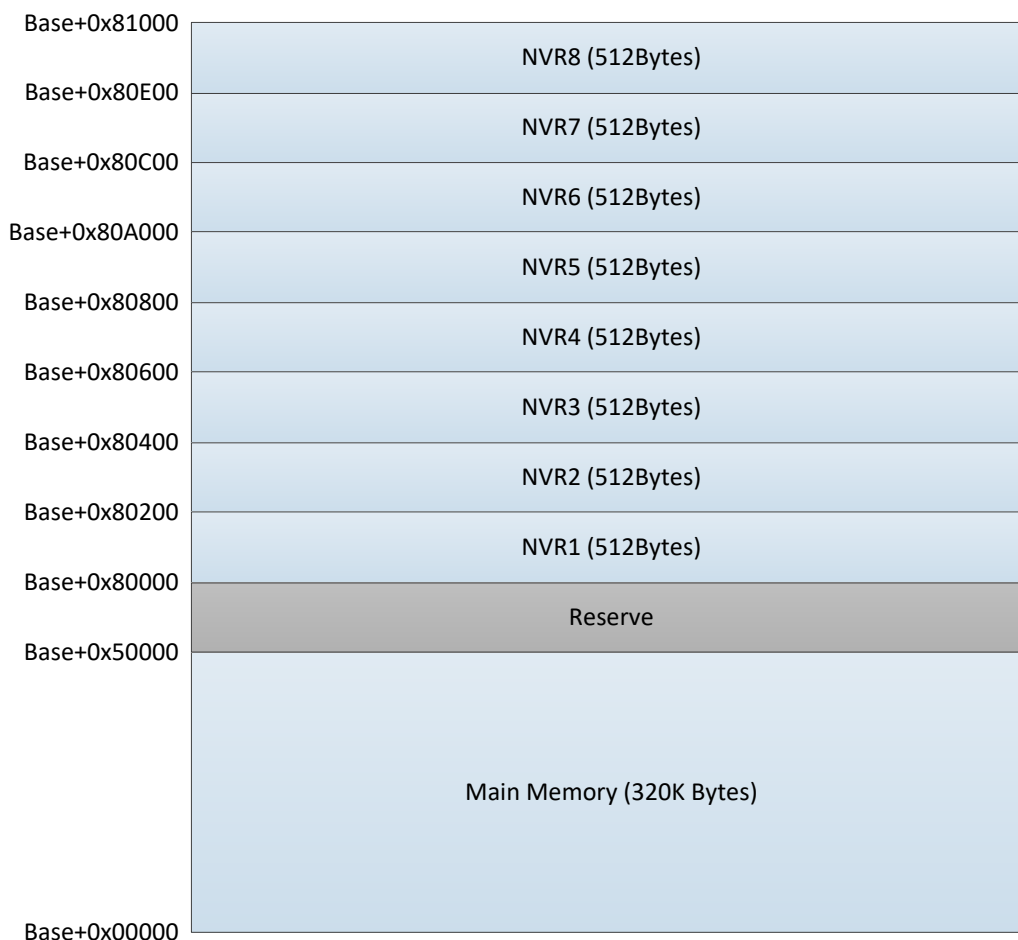 Base+0x81000
NVR8 (512Bytes)
Base+0x80E00
NVR7 (512Bytes)
Base+0x80C00
NVR6 (512Bytes)
Base+0x80A000
NVR5 (512Bytes)
Base+0x80800
NVR4 (512Bytes)
Base+0x80600
NVR3 (512Bytes)
Base+0x80400
NVR2 (512Bytes)
Base+0x80200
NVR1 (512Bytes)
Base+0x80000
Reserve
Base+0x50000
Main Memory (320K Bytes)
Base+0x00000